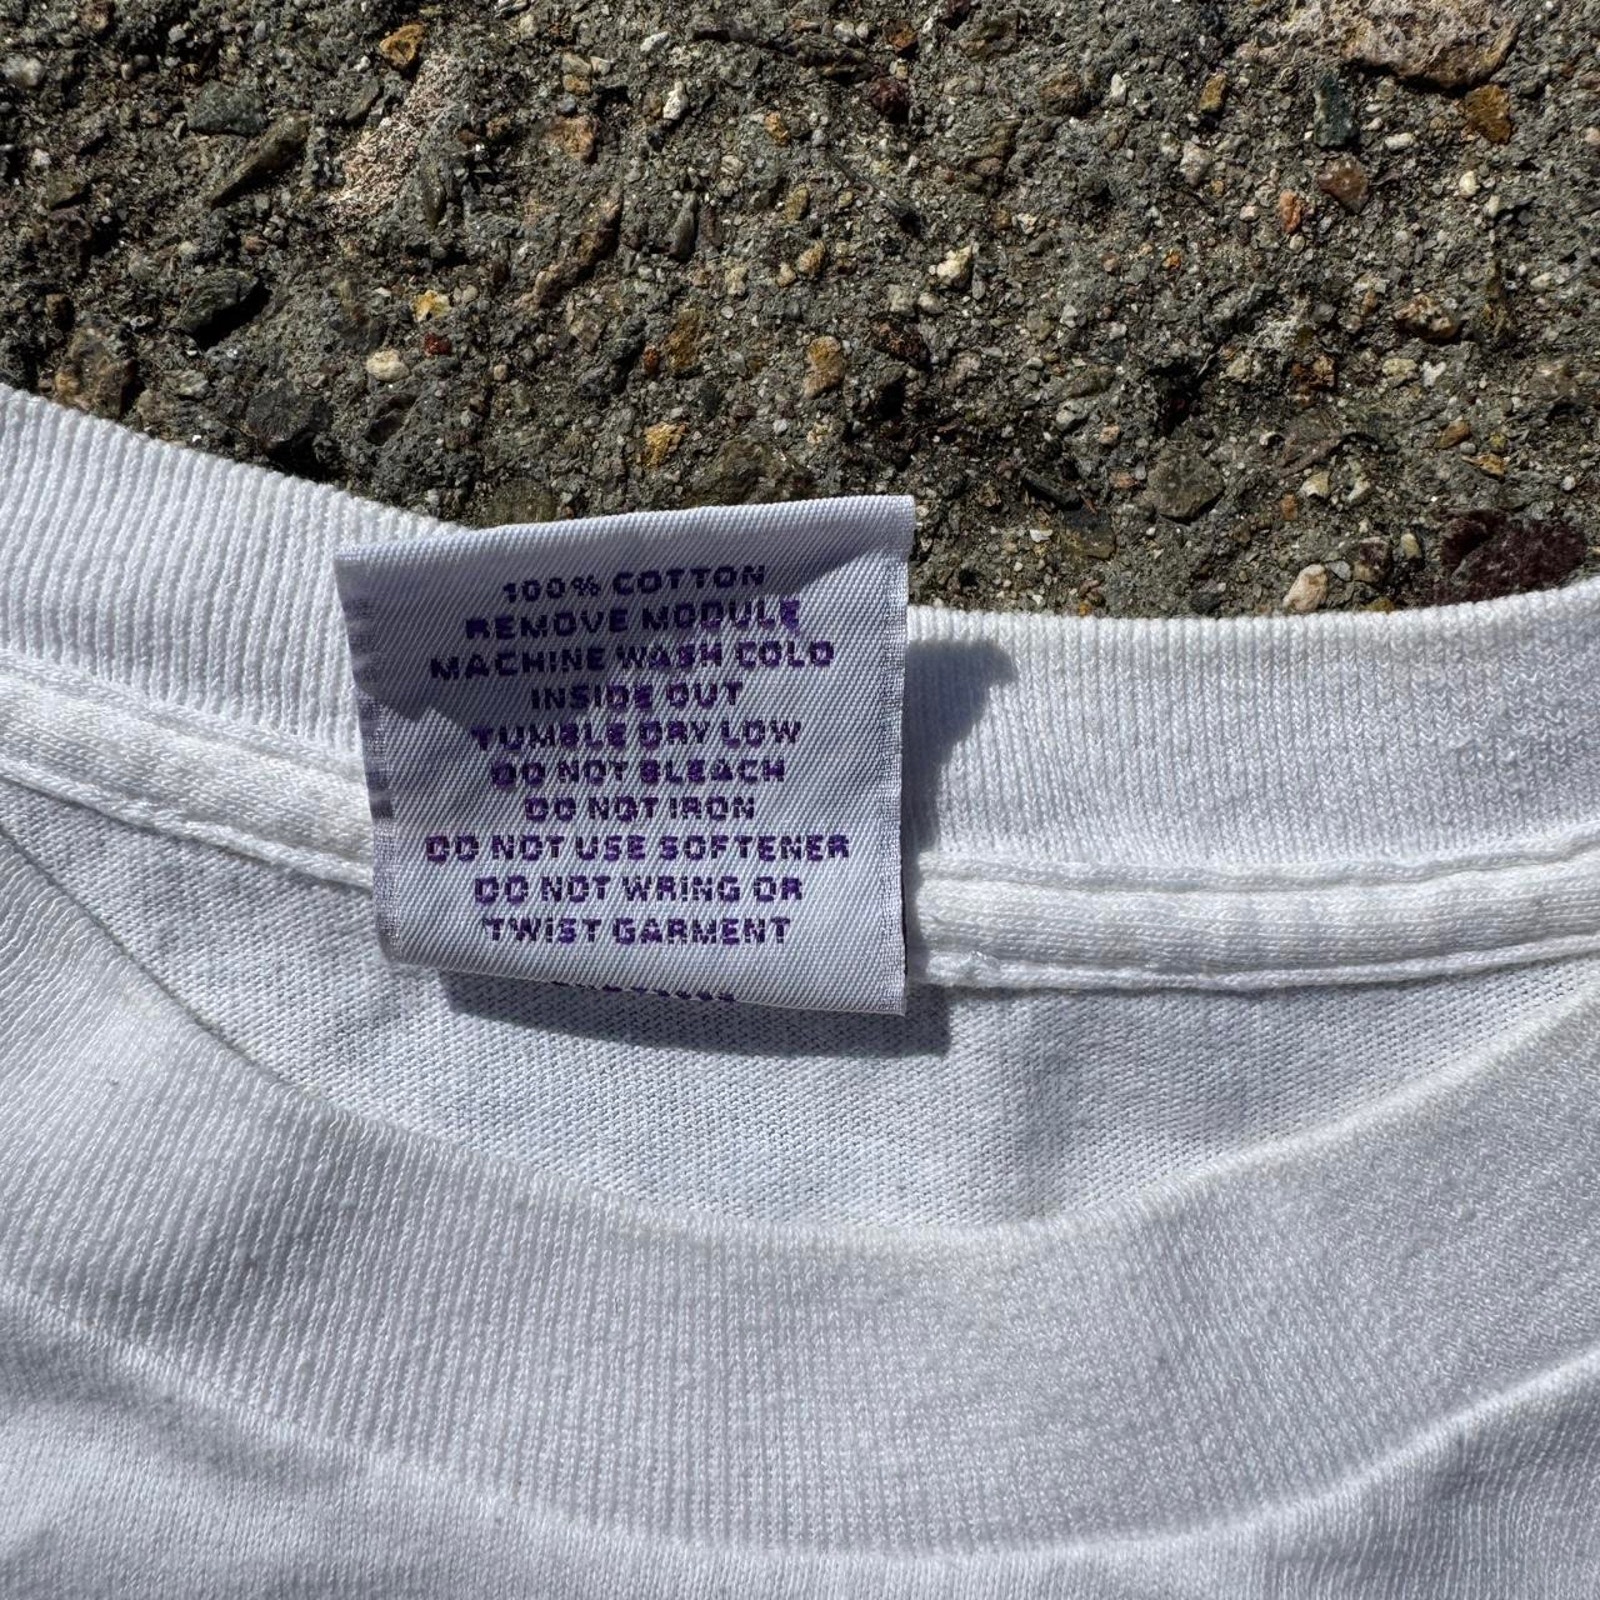 100% COTTON
REMOVE MODULE
MACHINE WASH COLD
INSIDE OUT
TUMBLE DRY LOW
DO NOT BLEACH
DO NOT IRON
DO NOT USE SOFTENER
DO NOT WRING OR
TWIST GARMENT